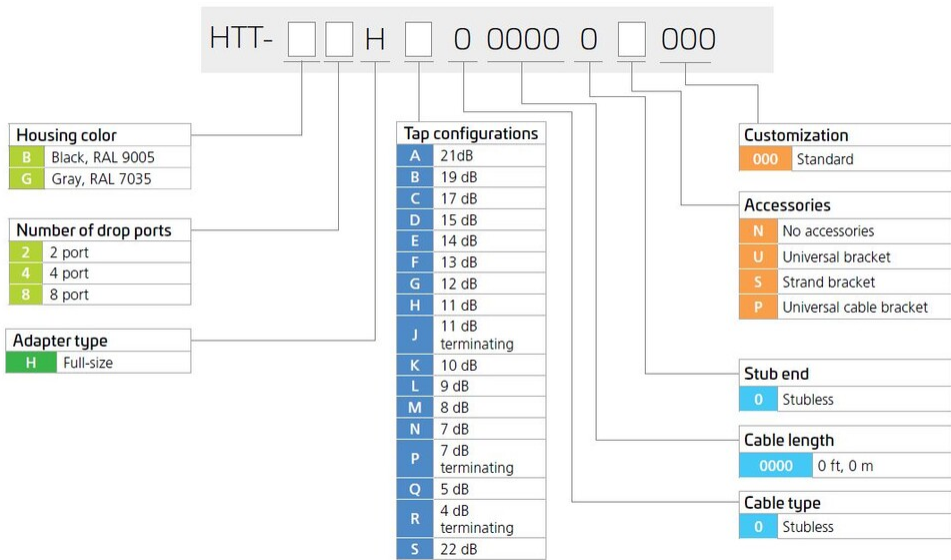 HTT- H 0 0000 0 000
Housing color
B Black, RAL 9005
G Gray, RAL 7035
Number of drop ports
2 2 port
4 4 port
8 8 port
Adapter type
H Full-size
Tap configurations
A 21dB
B 19 dB
C 17 dB
D 15 dB
E 14 dB
F 13 dB
G 12 dB
H 11 dB
J 11 dB
terminating
K 10 dB
L 9 dB
M 8 dB
N 7 dB
P 7 dB
terminating
Q 5 dB
R 4 dB
terminating
S 22 dB
Customization
000 Standard
Accessories
N No accessories
U Universal bracket
S Strand bracket
P Universal cable bracket
Stub end
0 Stubless
Cable length
0000 0 ft, 0 m
Cable type
0 Stubless